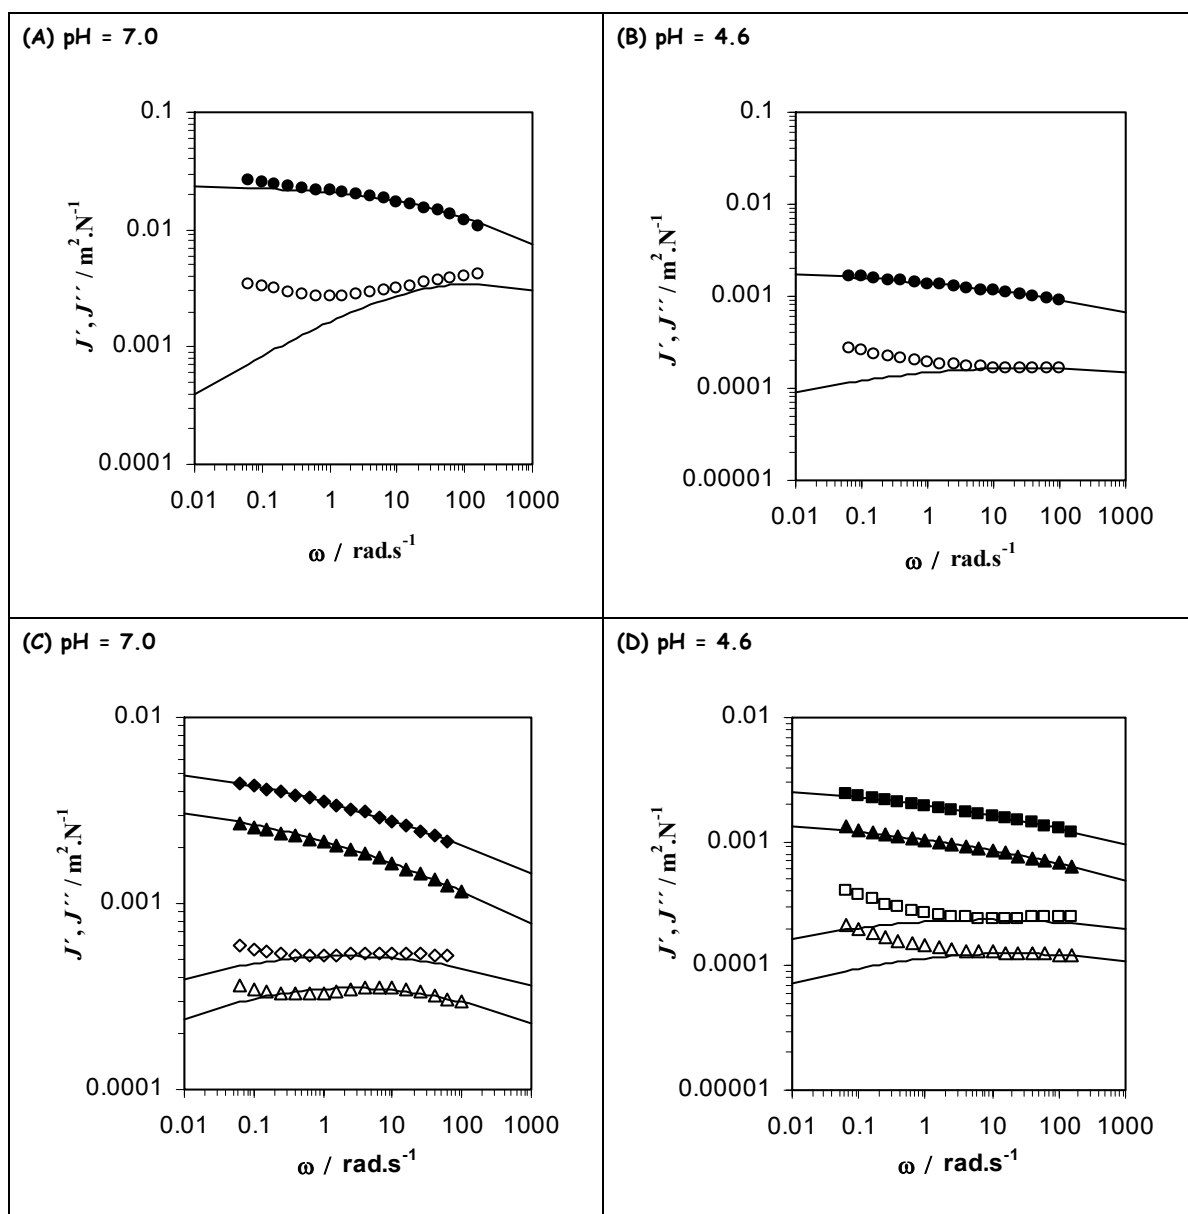 (A) pH = 7.0
0.1
0.01
0.001
0.0001
0.01 0.1 1 10 100 1000
J´, J´´ / m².N⁻¹
ω / rad.s⁻¹
(B) pH = 4.6
0.1
0.01
0.001
0.0001
0.00001
0.01 0.1 1 10 100 1000
J´, J´´ / m².N⁻¹
ω / rad.s⁻¹
(C) pH = 7.0
0.01
0.001
0.0001
0.01 0.1 1 10 100 1000
J´, J´´ / m².N⁻¹
ω / rad.s⁻¹
(D) pH = 4.6
0.01
0.001
0.0001
0.00001
0.01 0.1 1 10 100 1000
J´, J´´ / m².N⁻¹
ω / rad.s⁻¹